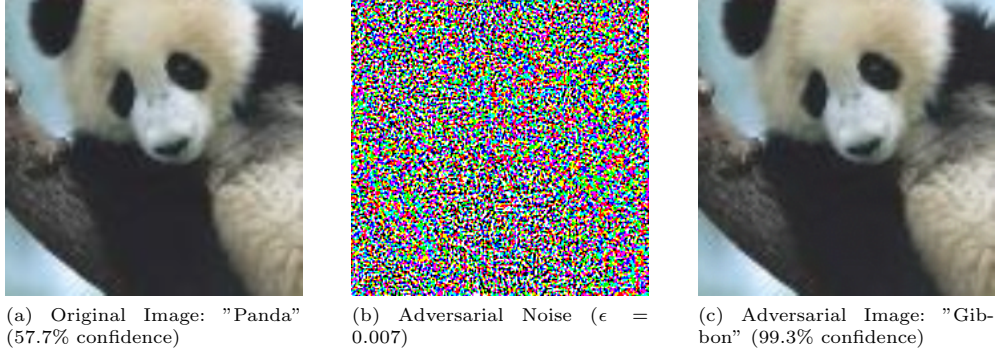 (a) Original Image: "Panda"
(57.7% confidence)
(b) Adversarial Noise (ϵ =
0.007)
(c) Adversarial Image: "Gib-
bon" (99.3% confidence)